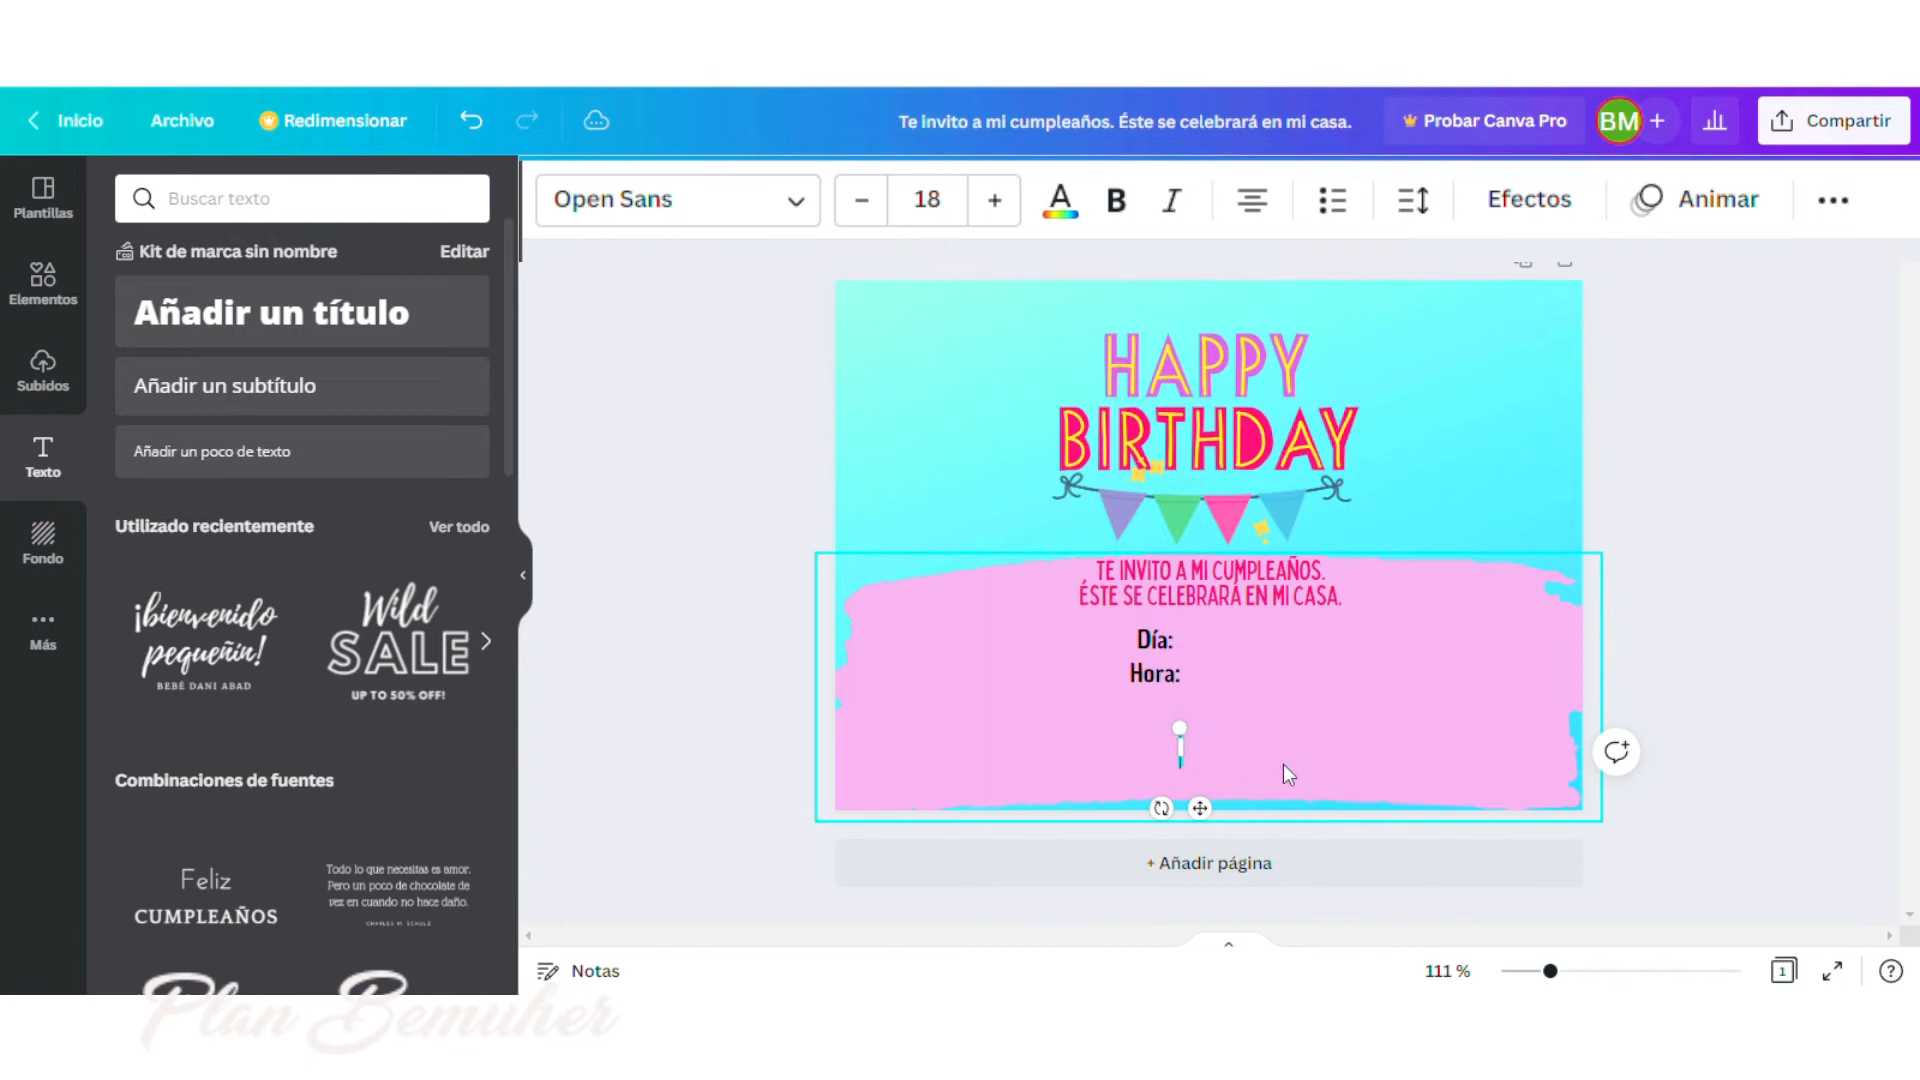 Inicio
Archivo
Redimensionar
Te invito a mi cumpleaños. Éste se celebrará en mi casa.
Probar Canva Pro
BM
+
Compartir
Plantillas
Elementos
Subidos
Texto
Fondo
Más
Buscar texto
Kit de marca sin nombre
Editar
Añadir un título
Añadir un subtítulo
Añadir un poco de texto
Utilizado recientemente
Ver todo
¡bienvenido
pequeñín!
BEBÉ DANI ABAD
Wild
SALE
UP TO 50% OFF!
Combinaciones de fuentes
Feliz
CUMPLEAÑOS
Todo lo que necesitas es amor.
Pero un poco de chocolate de
vez en cuando no hace daño.
CHARLES M. SCHULZ
Open Sans
− 18 +
A
B
I
Efectos
Animar
HAPPY
BIRTHDAY
TE INVITO A MI CUMPLEAÑOS.
ÉSTE SE CELEBRARÁ EN MI CASA.
Día:
Hora:
+ Añadir página
Notas
111 %
1
?
Plan Bemuher